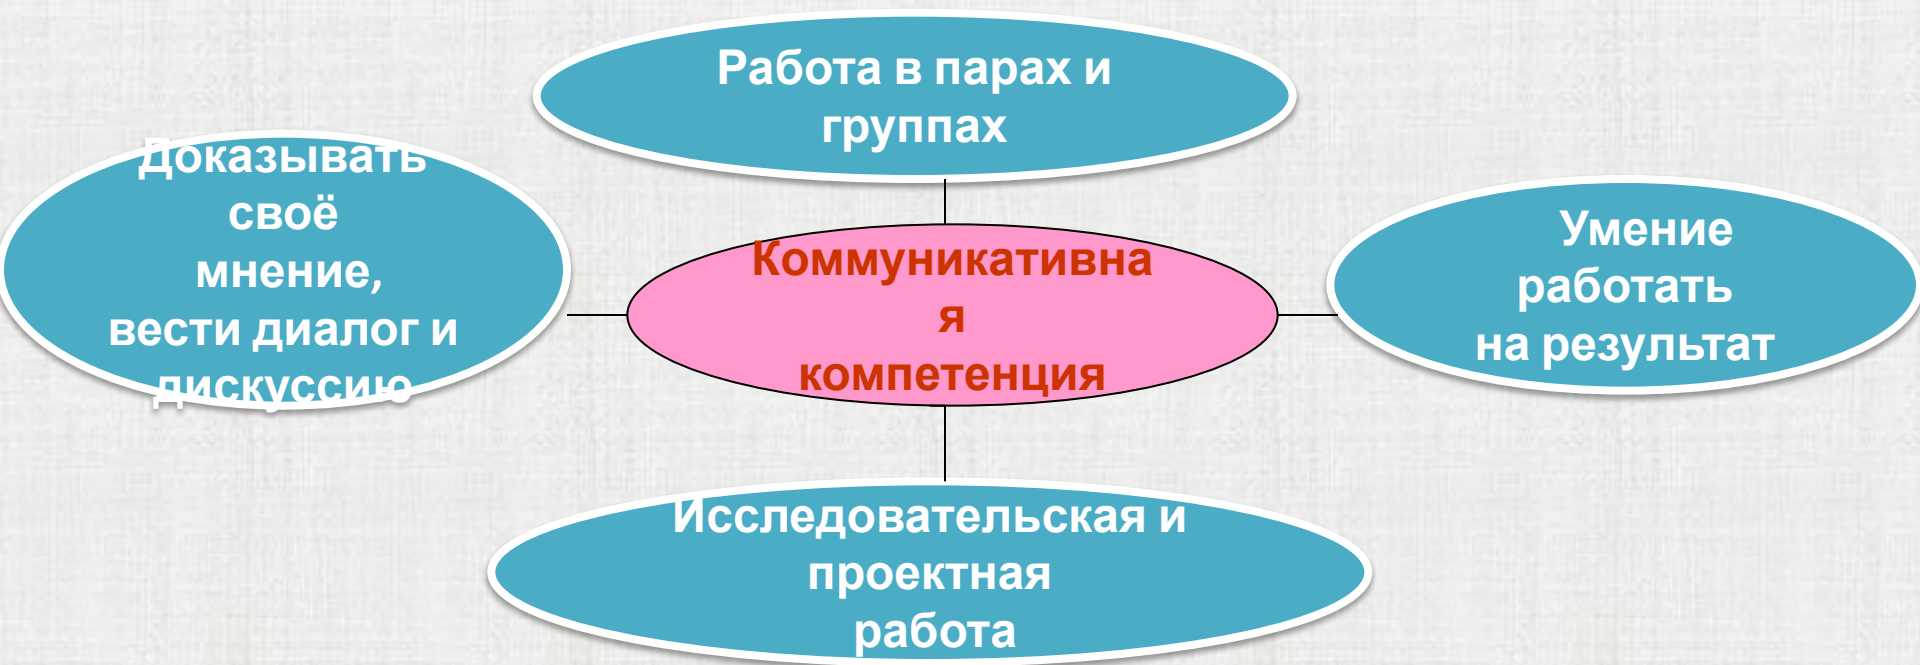 Работа в парах и
группах
Доказывать
своё
мнение,
вести диалог и
дискуссию
Коммуникативна
я
компетенция
Умение
работать
на результат
Исследовательская и
проектная
работа